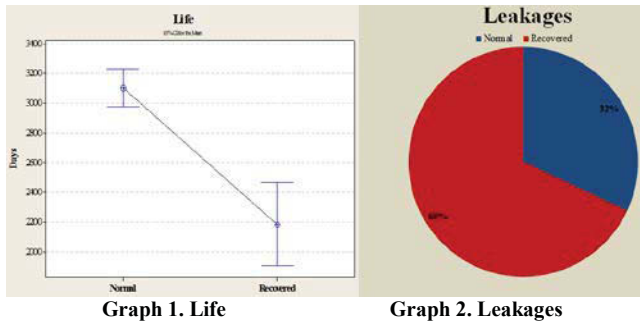 Life
3400
3200
3000
2800
2600
2400
2200
2000
Days
Normal
Recovered
Graph 1. Life
Leakages
Normal
Recovered
32%
68%
Graph 2. Leakages